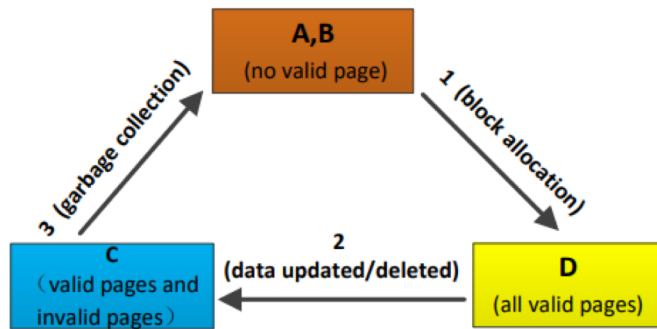 A,B
(no valid page)
1 (block allocation)
3 (garbage collection)
2
(data updated/deleted)
C
（valid pages and
invalid pages）
D
(all valid pages)